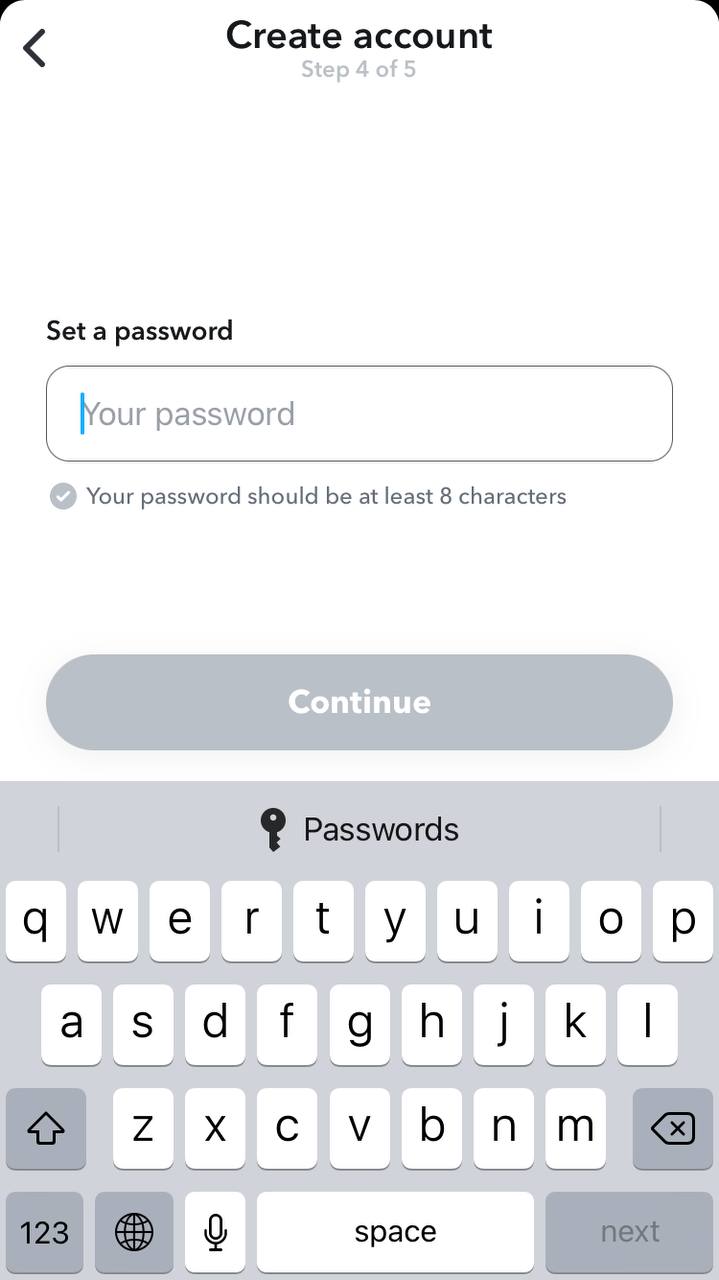 Create account
Step 4 of 5
Set a password
Your password
Your password should be at least 8 characters
Continue
Passwords
q w e r t y u i o p
a s d f g h j k l
z x c v b n m
123 space next